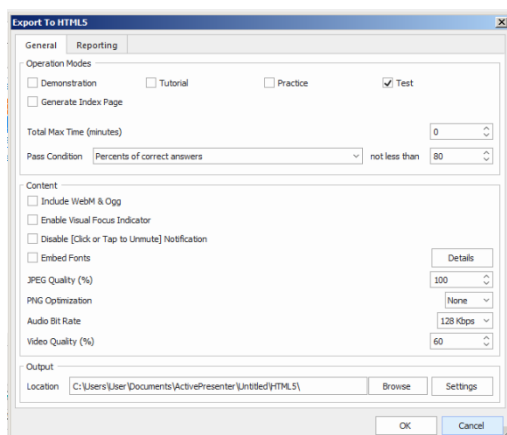 Export To HTML5
General Reporting
Operation Modes
Demonstration Tutorial Practice Test
Generate Index Page
Total Max Time (minutes) 0
Pass Condition Percents of correct answers not less than 80
Content
Include WebM & Ogg
Enable Visual Focus Indicator
Disable [Click or Tap to Unmute] Notification
Embed Fonts Details
JPEG Quality (%) 100
PNG Optimization None
Audio Bit Rate 128 Kbps
Video Quality (%) 60
Output
Location C:\Users\User\Documents\ActivePresenter\Untitled\HTML5\ Browse Settings
OK Cancel